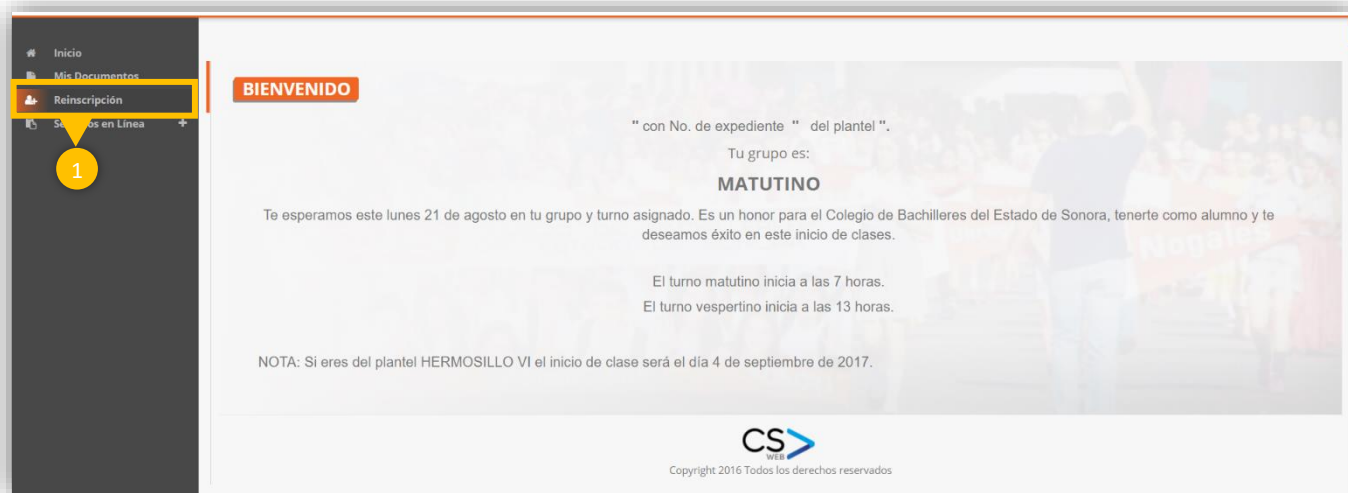 Inicio
Mis Documentos
Reinscripción
en Línea +
1
BIENVENIDO
" con No. de expediente " del plantel ".
Tu grupo es:
MATUTINO
Te esperamos este lunes 21 de agosto en tu grupo y turno asignado. Es un honor para el Colegio de Bachilleres del Estado de Sonora, tenerte como alumno y te
deseamos éxito en este inicio de clases.
Nogales
El turno matutino inicia a las 7 horas.
El turno vespertino inicia a las 13 horas.
NOTA: Si eres del plantel HERMOSILLO VI el inicio de clase será el día 4 de septiembre de 2017.
CS
WEB
Copyright 2016 Todos los derechos reservados